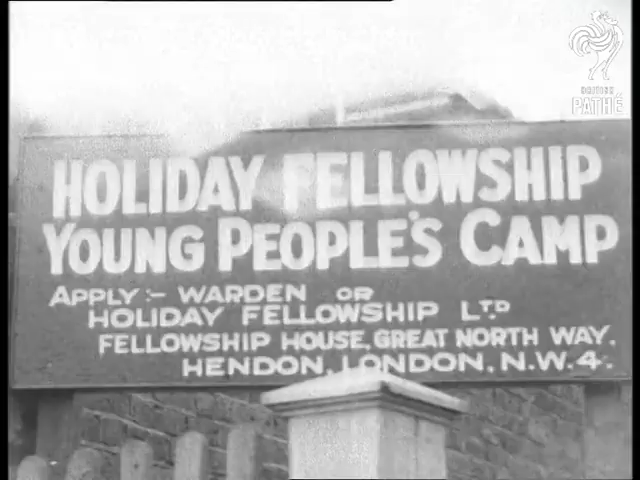 BRITISH
PATHÉ
HOLIDAY FELLOWSHIP
YOUNG PEOPLE'S CAMP
APPLY:- WARDEN OR
HOLIDAY FELLOWSHIP LTD
FELLOWSHIP HOUSE, GREAT NORTH WAY.
HENDON, LONDON, N.W.4.